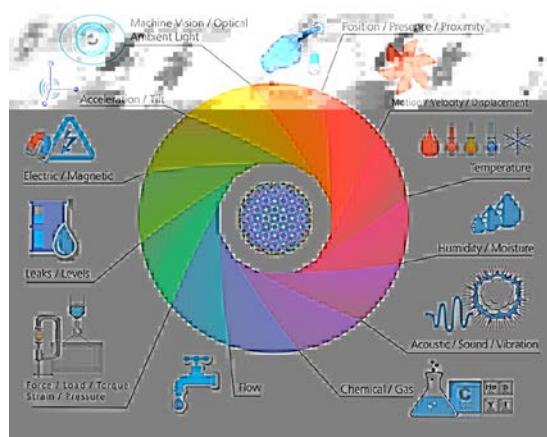 Machine Vision / Optical
Ambient Light
Position / Presence / Proximity
Acceleration / Tilt
Motion / Velocity / Displacement
Electric / Magnetic
Temperature
Leaks / Levels
Humidity / Moisture
Acoustic / Sound / Vibration
Force / Load / Torque
Strain / Pressure
Flow
Chemical / Gas
C